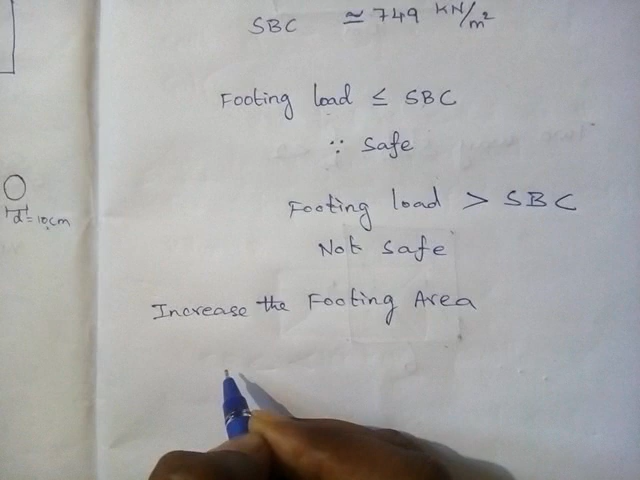 SBC ≃ 749 KN/m²
Footing load ≤ SBC
∵ Safe
Footing load > SBC
Not Safe
Increase the Footing Area
d=10cm